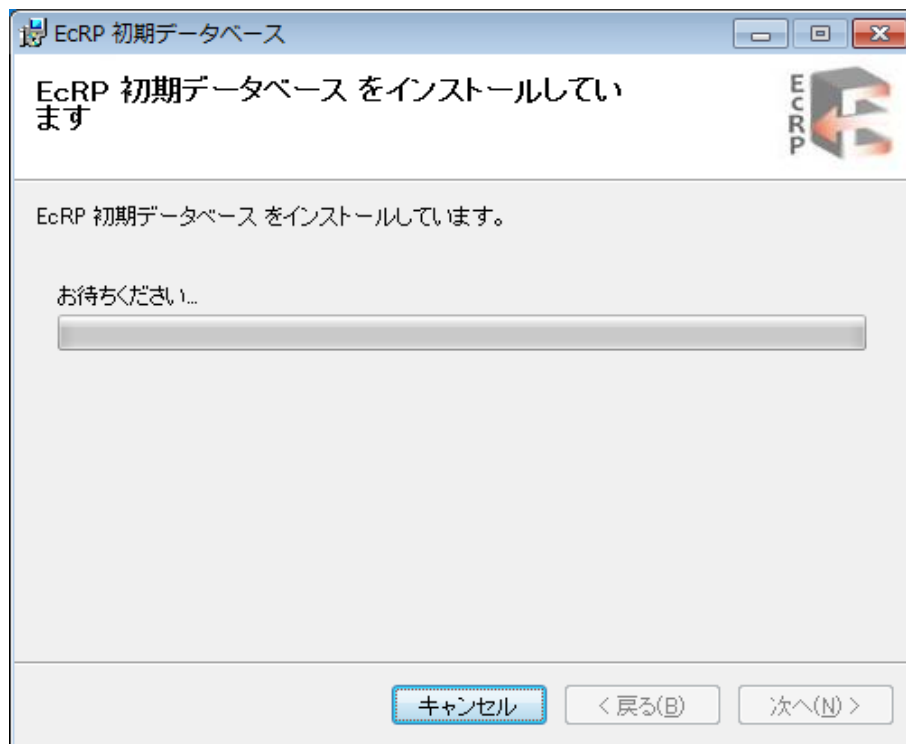 EcRP 初期データベース
EcRP 初期データベース をインストールしてい
ます
EcRP
EcRP 初期データベース をインストールしています。
お待ちください...
キャンセル
< 戻る(B)
次へ(N) >